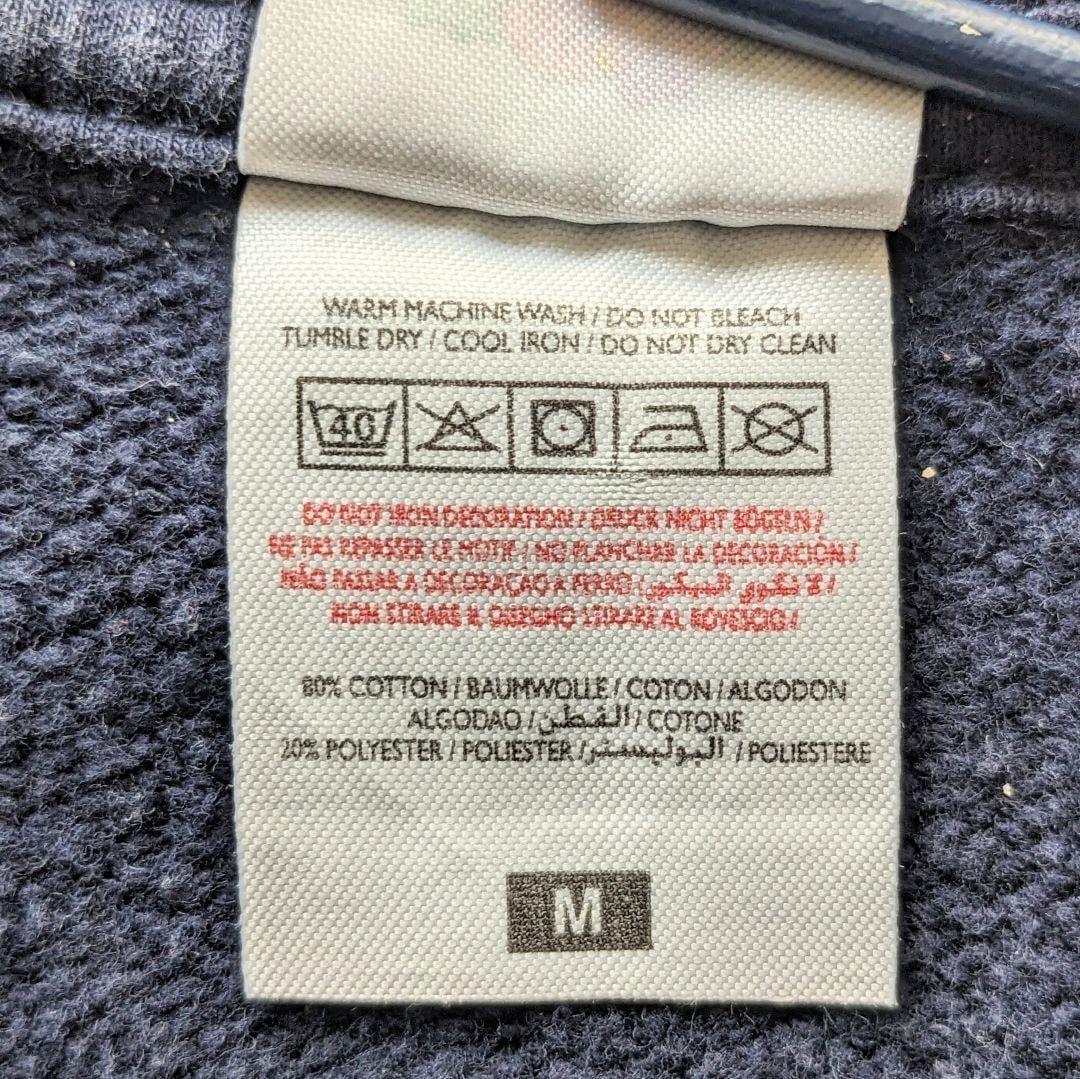 WARM MACHINE WASH / DO NOT BLEACH
TUMBLE DRY / COOL IRON / DO NOT DRY CLEAN
40
DO NOT IRON DECORATION / DRUCK NICHT BÜGELN /
NE PAS REPASSER LE MOTIF / NO PLANCHAR LA DECORACIÓN /
NÃO PASSAR A DECORAÇÃO A FERRO / لا تكوي الديكور /
NON STIRARE IL DISEGNO STIRARE AL ROVESCIO /
80% COTTON / BAUMWOLLE / COTON / ALGODON
ALGODAO / القطن / COTONE
20% POLYESTER / POLIESTER / البوليستر / POLIESTERE
M